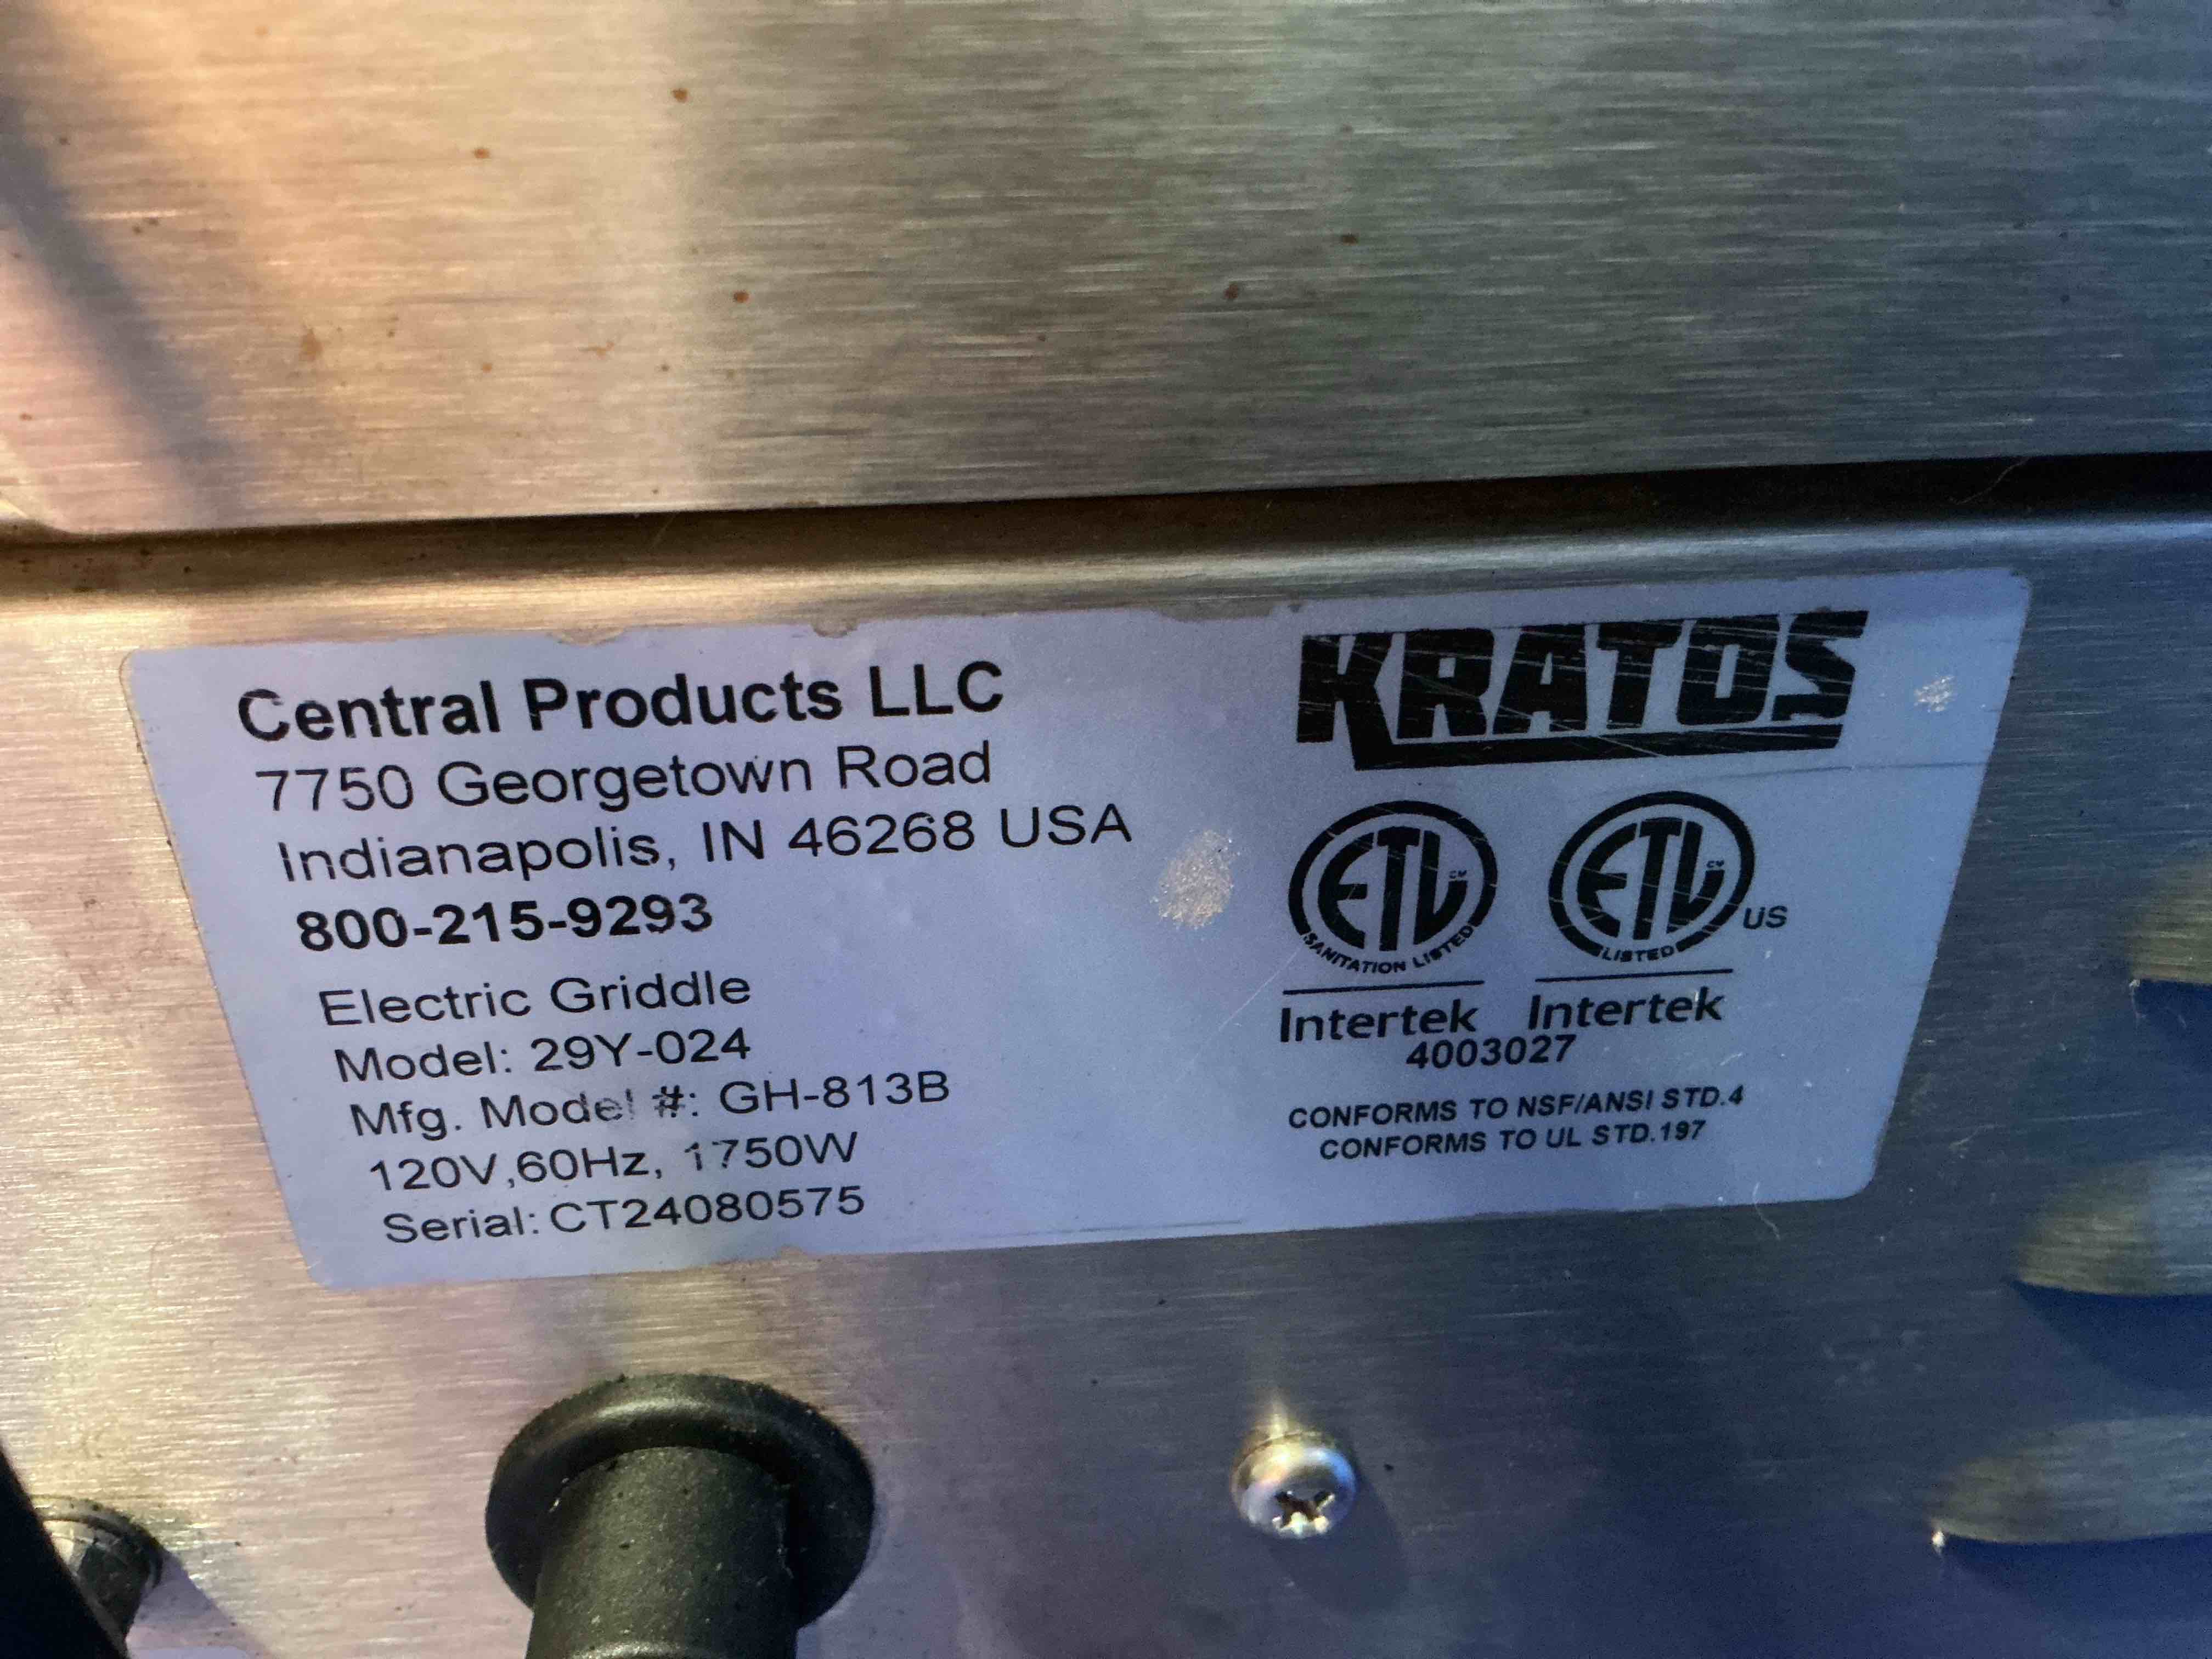 Central Products LLC
7750 Georgetown Road
Indianapolis, IN 46268 USA
800-215-9293
Electric Griddle
Model: 29Y-024
Mfg. Model #: GH-813B
120V,60Hz, 1750W
Serial: CT24080575
KRATOS
ETL CM
SANITATION LISTED
Intertek
ETL CM
LISTED
US
Intertek
4003027
CONFORMS TO NSF/ANSI STD.4
CONFORMS TO UL STD.197